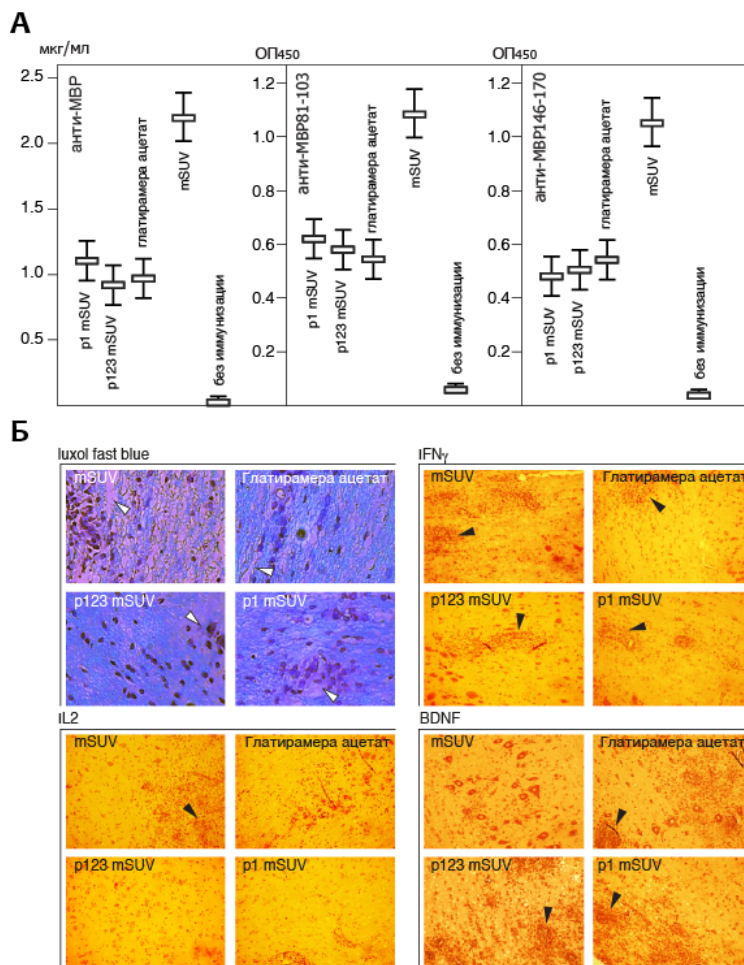 А
мкг/мл
ОП450
ОП450
2.5
2.0
1.5
1.0
0.5
анти-MBP
p1 mSUV
p123 mSUV
глатирамера ацетат
mSUV
без иммунизации
1.2
1.0
0.8
0.6
0.4
0.2
анти-MBP81-103
p1 mSUV
p123 mSUV
глатирамера ацетат
mSUV
без иммунизации
1.2
1.0
0.8
0.6
0.4
0.2
анти-MBP146-170
p1 mSUV
p123 mSUV
глатирамера ацетат
mSUV
без иммунизации
Б
luxol fast blue
mSUV
Глатирамера ацетат
p123 mSUV
p1 mSUV
IFNγ
mSUV
Глатирамера ацетат
p123 mSUV
p1 mSUV
IL2
mSUV
Глатирамера ацетат
p123 mSUV
p1 mSUV
BDNF
mSUV
Глатирамера ацетат
p123 mSUV
p1 mSUV